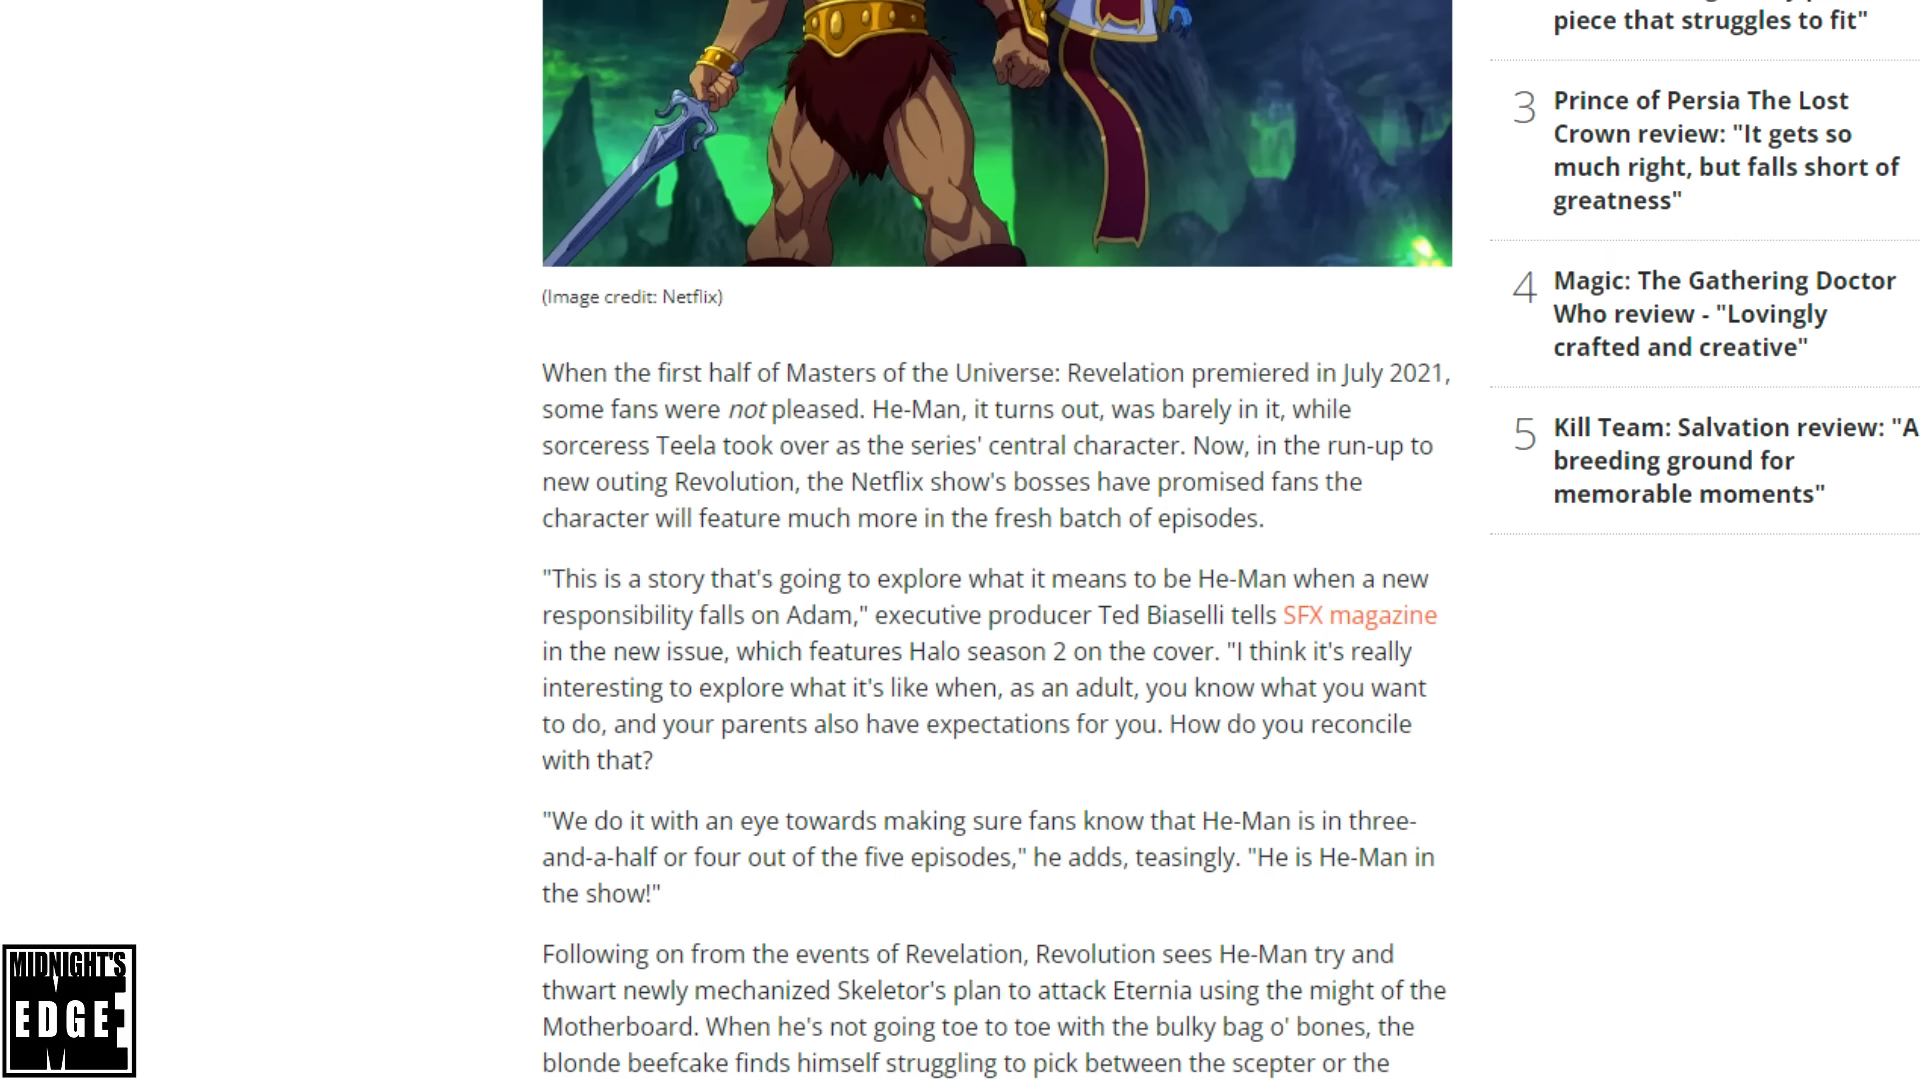 (Image credit: Netflix)
When the first half of Masters of the Universe: Revelation premiered in July 2021,
some fans were not pleased. He-Man, it turns out, was barely in it, while
sorceress Teela took over as the series' central character. Now, in the run-up to
new outing Revolution, the Netflix show's bosses have promised fans the
character will feature much more in the fresh batch of episodes.
"This is a story that's going to explore what it means to be He-Man when a new
responsibility falls on Adam," executive producer Ted Biaselli tells SFX magazine
in the new issue, which features Halo season 2 on the cover. "I think it's really
interesting to explore what it's like when, as an adult, you know what you want
to do, and your parents also have expectations for you. How do you reconcile
with that?
"We do it with an eye towards making sure fans know that He-Man is in three-
and-a-half or four out of the five episodes," he adds, teasingly. "He is He-Man in
the show!"
Following on from the events of Revelation, Revolution sees He-Man try and
thwart newly mechanized Skeletor's plan to attack Eternia using the might of the
Motherboard. When he's not going toe to toe with the bulky bag o' bones, the
blonde beefcake finds himself struggling to pick between the scepter or the
piece that struggles to fit"
3
Prince of Persia The Lost
Crown review: "It gets so
much right, but falls short of
greatness"
4
Magic: The Gathering Doctor
Who review - "Lovingly
crafted and creative"
5
Kill Team: Salvation review: "A
breeding ground for
memorable moments"
MIDNIGHT'S
EDGE